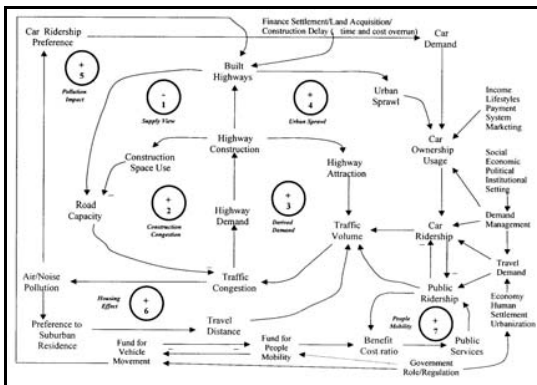 Car Ridership
Preference
Finance Settlement/Land Acquisition/
Construction Delay ( time and cost overrun)
Car
Demand
+
5
Pollution
Impact
Built
Highways
-
1
Supply View
+
4
Urban Sprawl
Urban
Sprawl
Income
Lifestyles
Payment
System
Marketing
Highway
Construction
Car
Ownership
Usage
Construction
Space Use
Highway
Attraction
Social
Economic
Political
Institutional
Setting
Road
Capacity
+
2
Construction
Congestion
Highway
Demand
+
3
Derived
Demand
Traffic
Volume
Car
Ridership
Demand
Management
Air/Noise
Pollution
Traffic
Congestion
Travel
Demand
Housing
Effect
+
6
Public
Ridership
Economy
Human
Settlement
Urbanization
Preference to
Suburban
Residence
Travel
Distance
People
Mobility
+
7
Fund for
Vehicle
Movement
Fund for
People
Mobility
Benefit
Cost ratio
Public
Services
Government
Role/Regulation